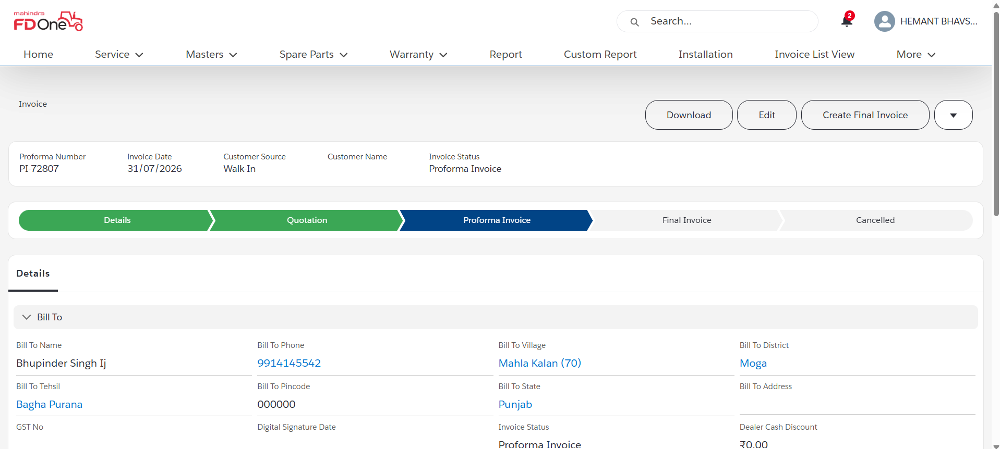 mahindra
FD One
Search...
2
HEMANT BHAVS...
Home
Service
Masters
Spare Parts
Warranty
Report
Custom Report
Installation
Invoice List View
More
Invoice
Download
Edit
Create Final Invoice
Proforma Number
PI-72807
invoice Date
31/07/2026
Customer Source
Walk-In
Customer Name
Invoice Status
Proforma Invoice
Details
Quotation
Proforma Invoice
Final Invoice
Cancelled
Details
Bill To
Bill To Name
Bhupinder Singh Ij
Bill To Phone
9914145542
Bill To Village
Mahla Kalan (70)
Bill To District
Moga
Bill To Tehsil
Bagha Purana
Bill To Pincode
000000
Bill To State
Punjab
Bill To Address
GST No
Digital Signature Date
Invoice Status
Proforma Invoice
Dealer Cash Discount
₹0.00